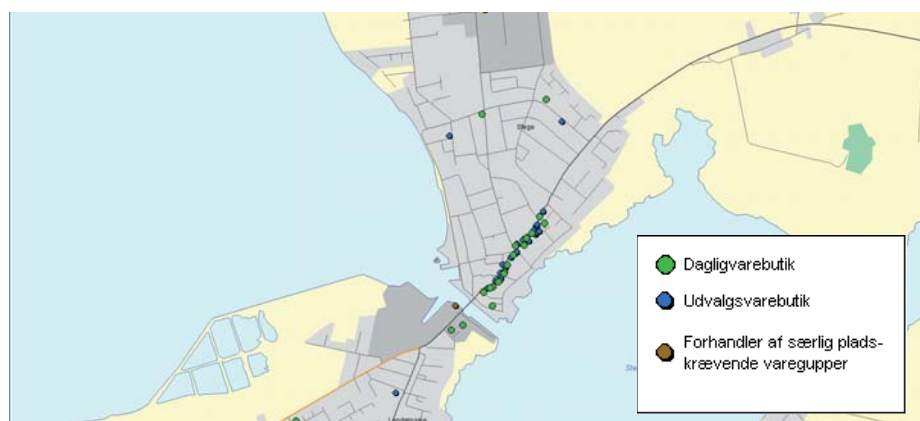 Stege
Dagligvarebutik
Udvalgsvarebutik
Forhandler af særlig plads-
krævende varegupper